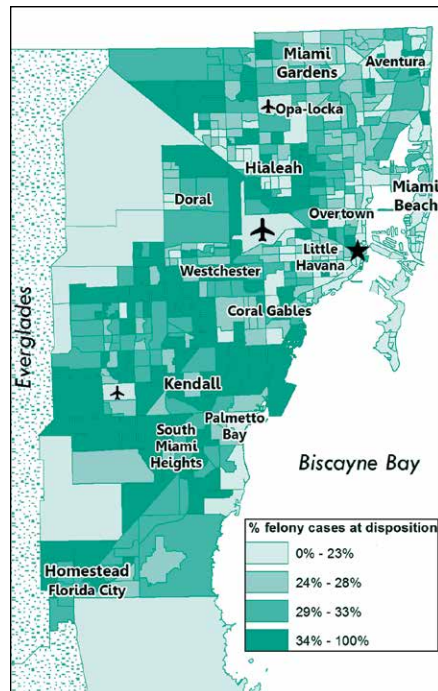 Miami
Gardens
Aventura
Opa-locka
Hialeah
Miami
Beach
Doral
Overtown
Little
Havana
Westchester
Coral Gables
Everglades
Kendall
Palmetto
Bay
South
Miami
Heights
Biscayne Bay
Homestead
Florida City
% felony cases at disposition
0% - 23%
24% - 28%
29% - 33%
34% - 100%